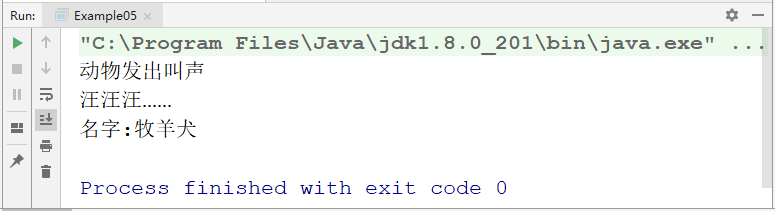 Run: Example05
"C:\Program Files\Java\jdk1.8.0_201\bin\java.exe" ...
动物发出叫声
汪汪汪……
名字:牧羊犬
Process finished with exit code 0